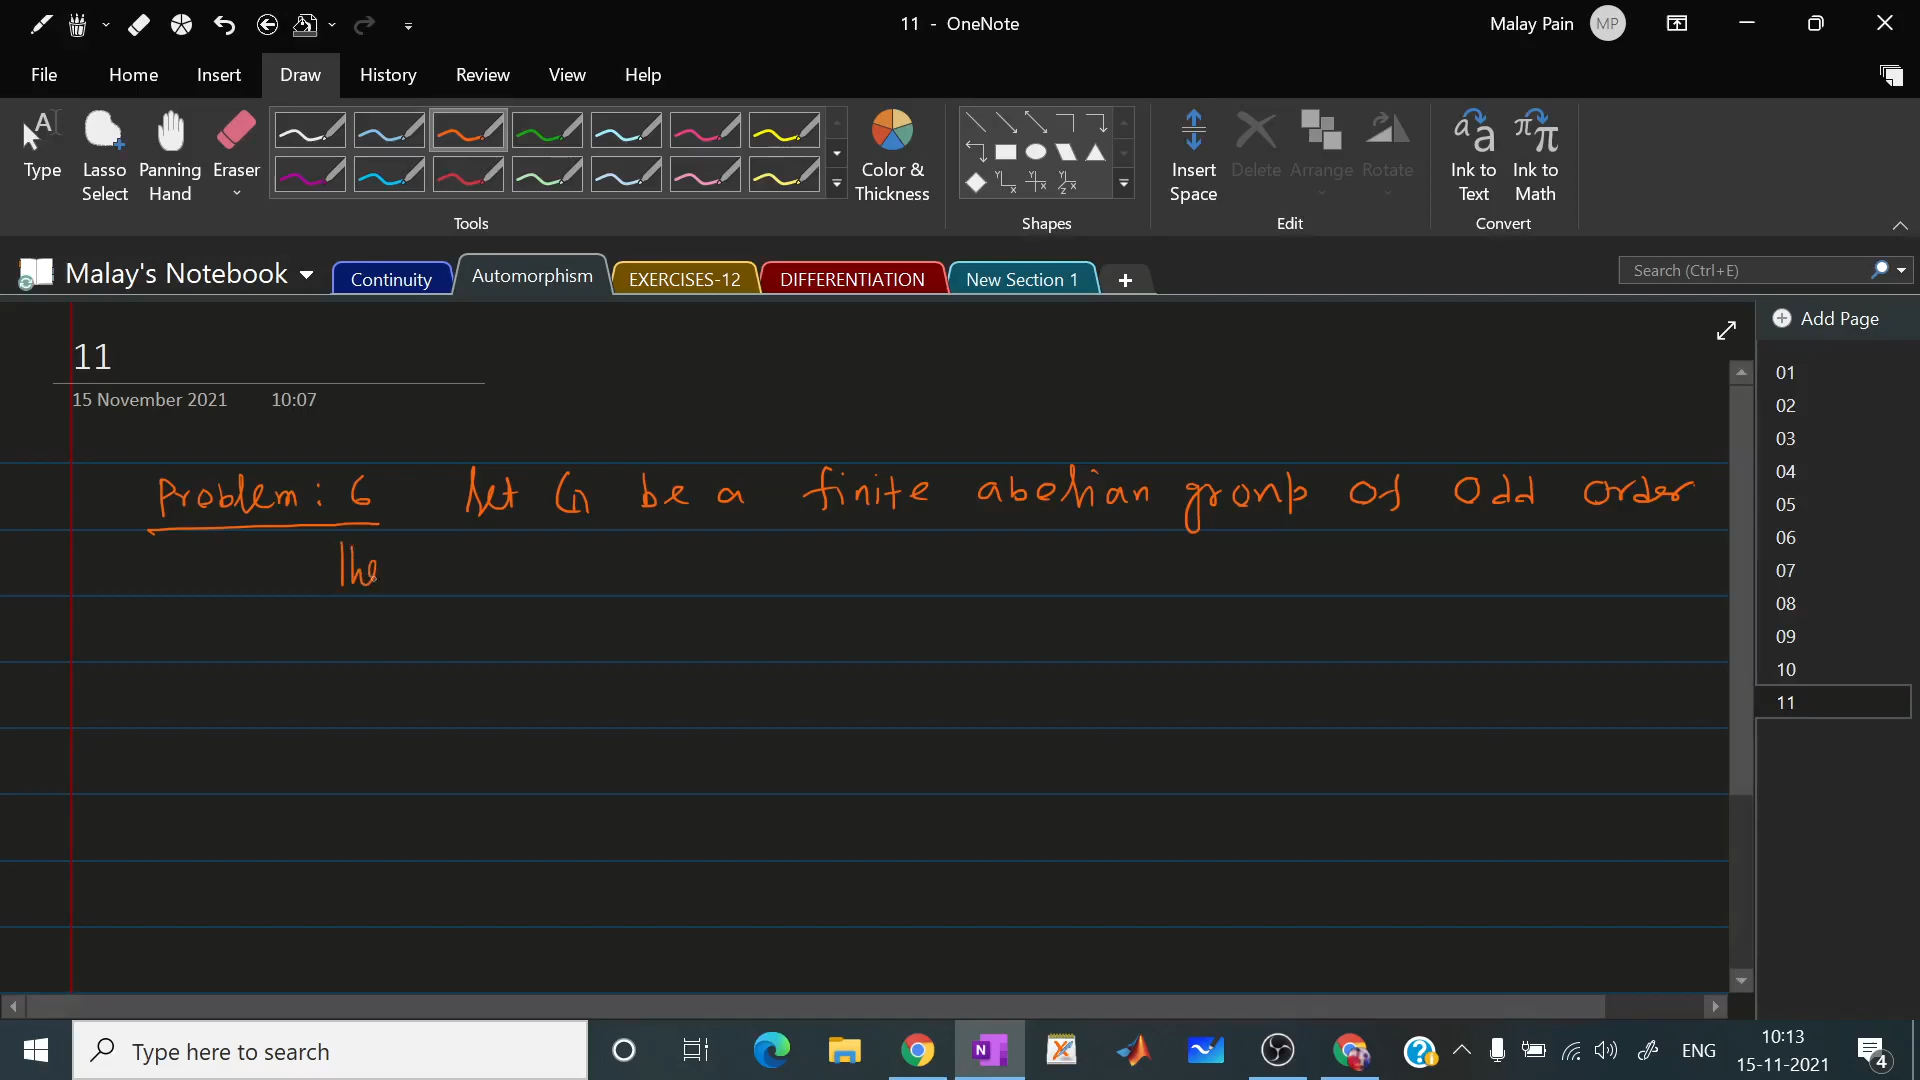 11 - OneNote
Malay Pain MP
File Home Insert Draw History Review View Help
Type
Lasso Select
Panning Hand
Eraser
Color & Thickness
Insert Space
Delete
Arrange
Rotate
Ink to Text
Ink to Math
Tools Shapes Edit Convert
Malay's Notebook Continuity Automorphism EXERCISES-12 DIFFERENTIATION New Section 1 +
Search (Ctrl+E)
Add Page
11
15 November 2021 10:07
Problem: 6 Let G be a finite abelian group of odd order
The
01
02
03
04
05
06
07
08
09
10
11
Type here to search
ENG
10:13
15-11-2021
4